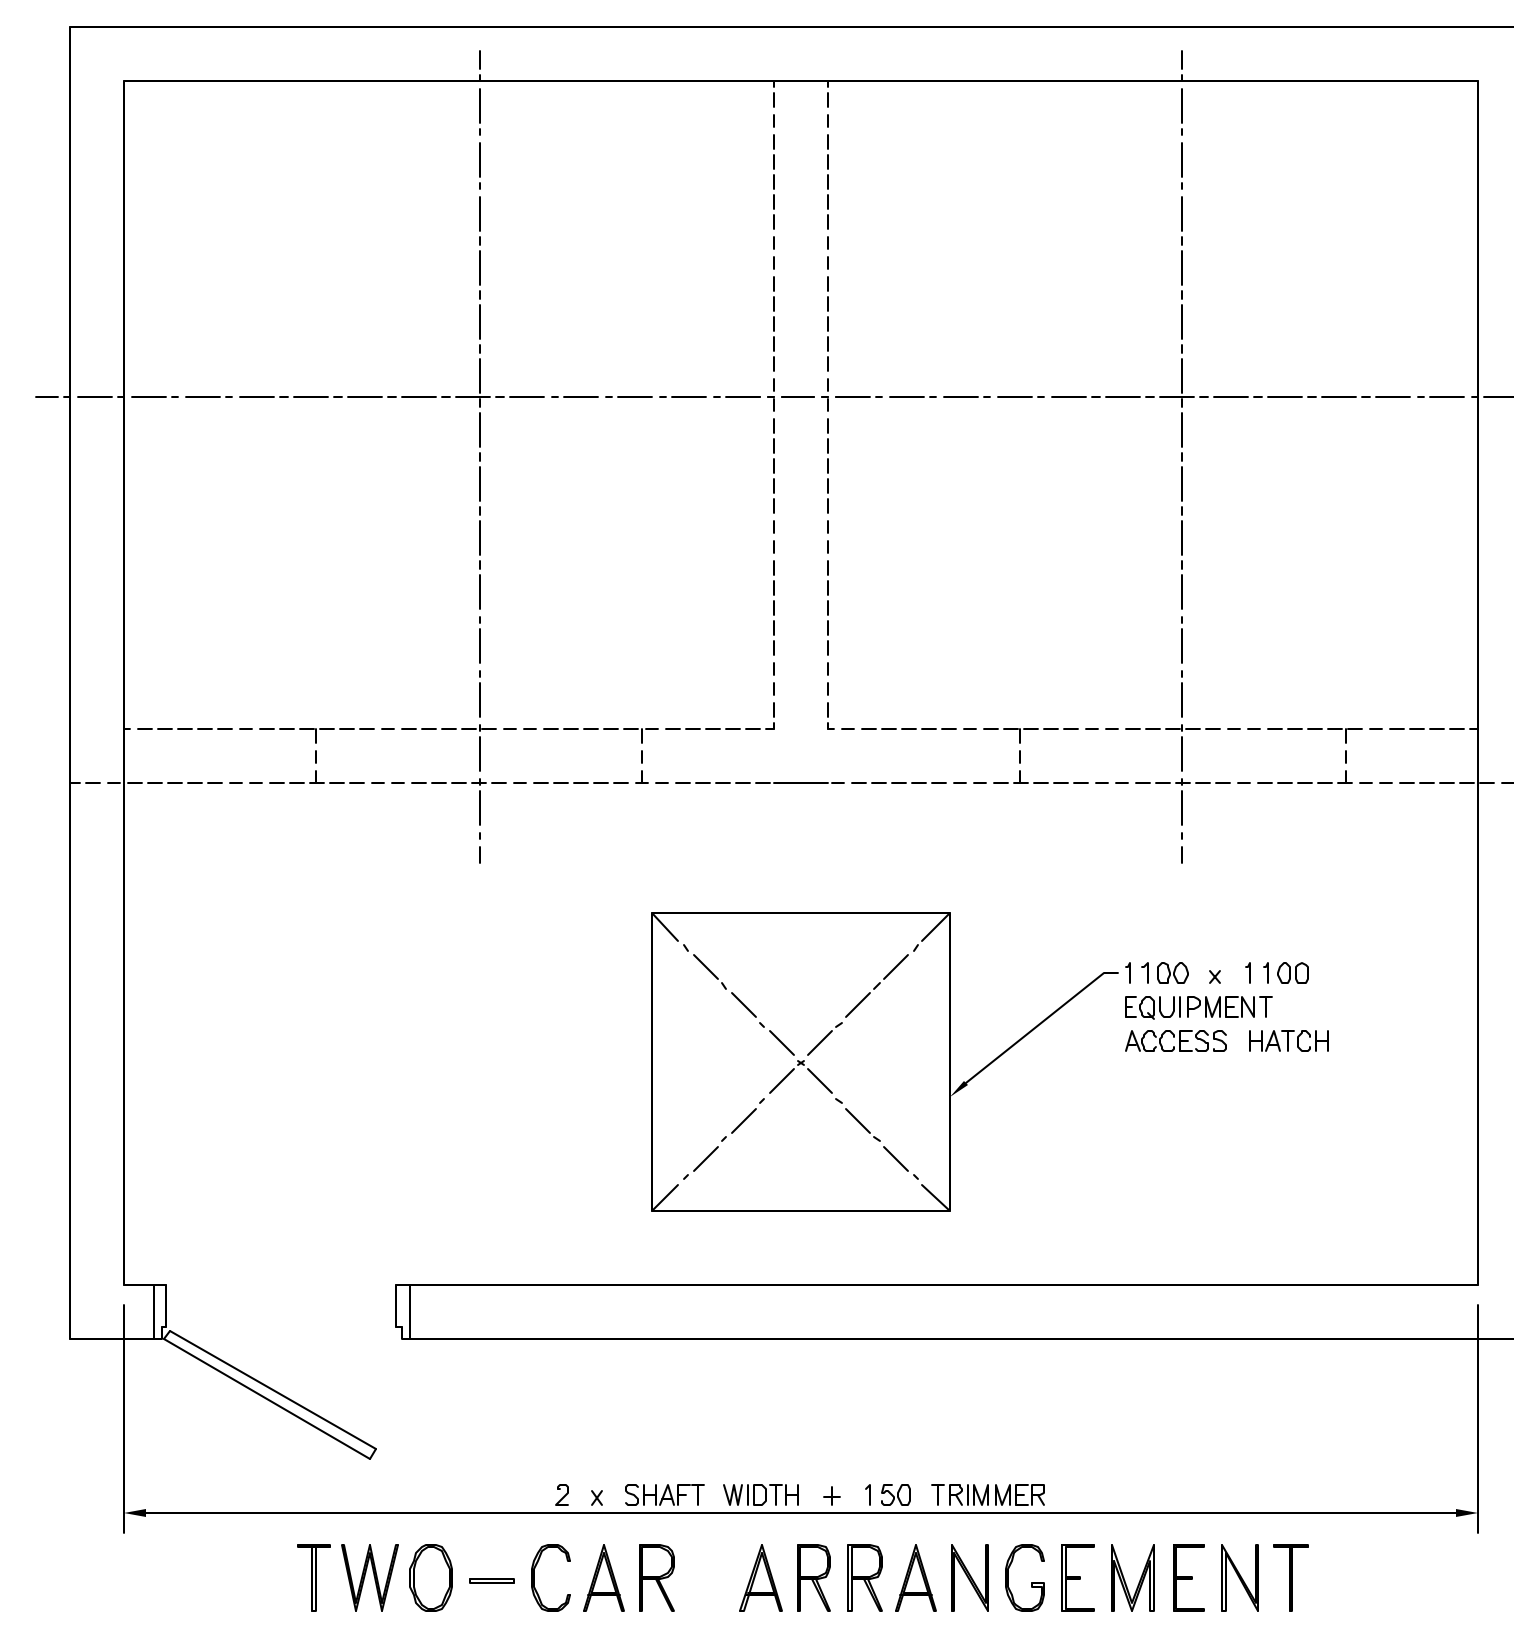 1100 x 1100
EQUIPMENT
ACCESS HATCH
2 x SHAFT WIDTH + 150 TRIMMER
TWO-CAR ARRANGEMENT